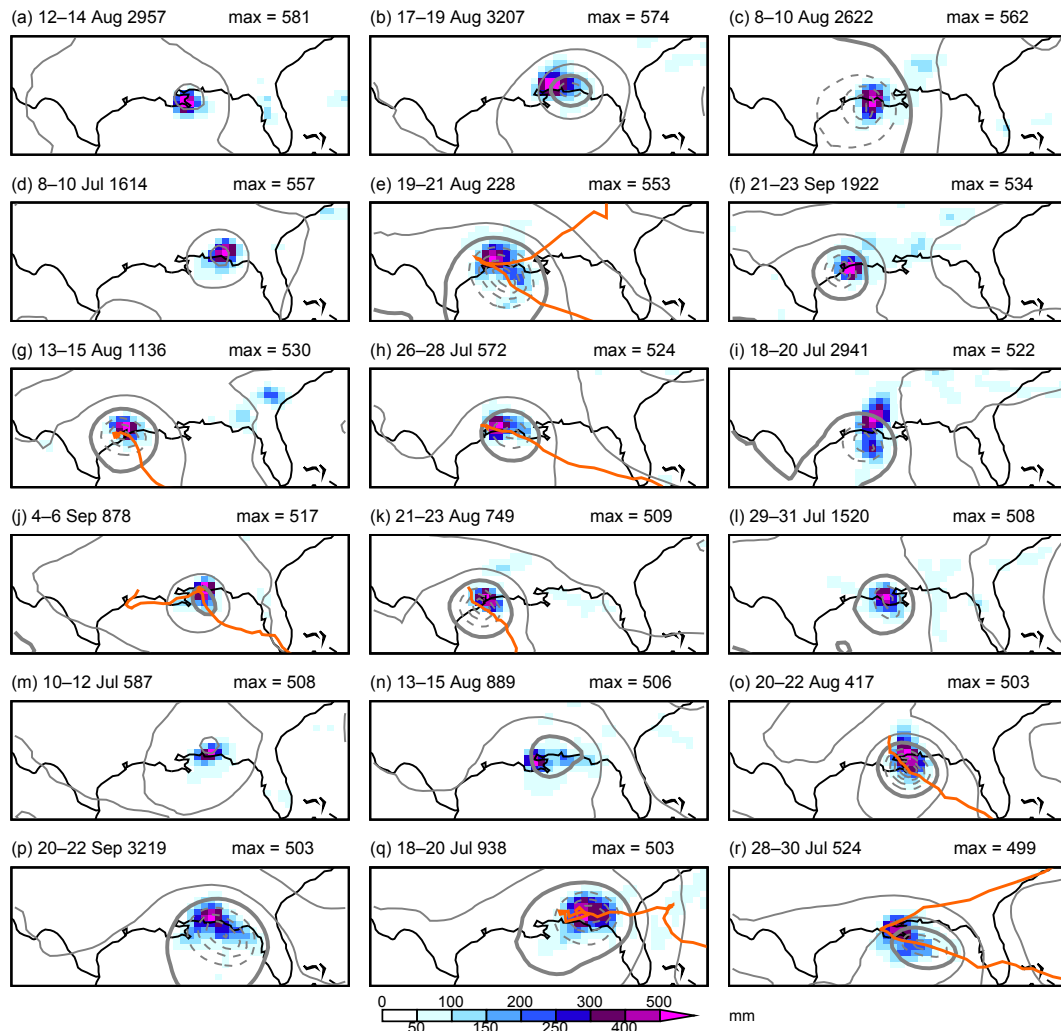 (a) 12–14 Aug 2957 max = 581
(b) 17–19 Aug 3207 max = 574
(c) 8–10 Aug 2622 max = 562
(d) 8–10 Jul 1614 max = 557
(e) 19–21 Aug 228 max = 553
(f) 21–23 Sep 1922 max = 534
(g) 13–15 Aug 1136 max = 530
(h) 26–28 Jul 572 max = 524
(i) 18–20 Jul 2941 max = 522
(j) 4–6 Sep 878 max = 517
(k) 21–23 Aug 749 max = 509
(l) 29–31 Jul 1520 max = 508
(m) 10–12 Jul 587 max = 508
(n) 13–15 Aug 889 max = 506
(o) 20–22 Aug 417 max = 503
(p) 20–22 Sep 3219 max = 503
(q) 18–20 Jul 938 max = 503
(r) 28–30 Jul 524 max = 499
0 100 200 300 500
mm
50 150 250 400